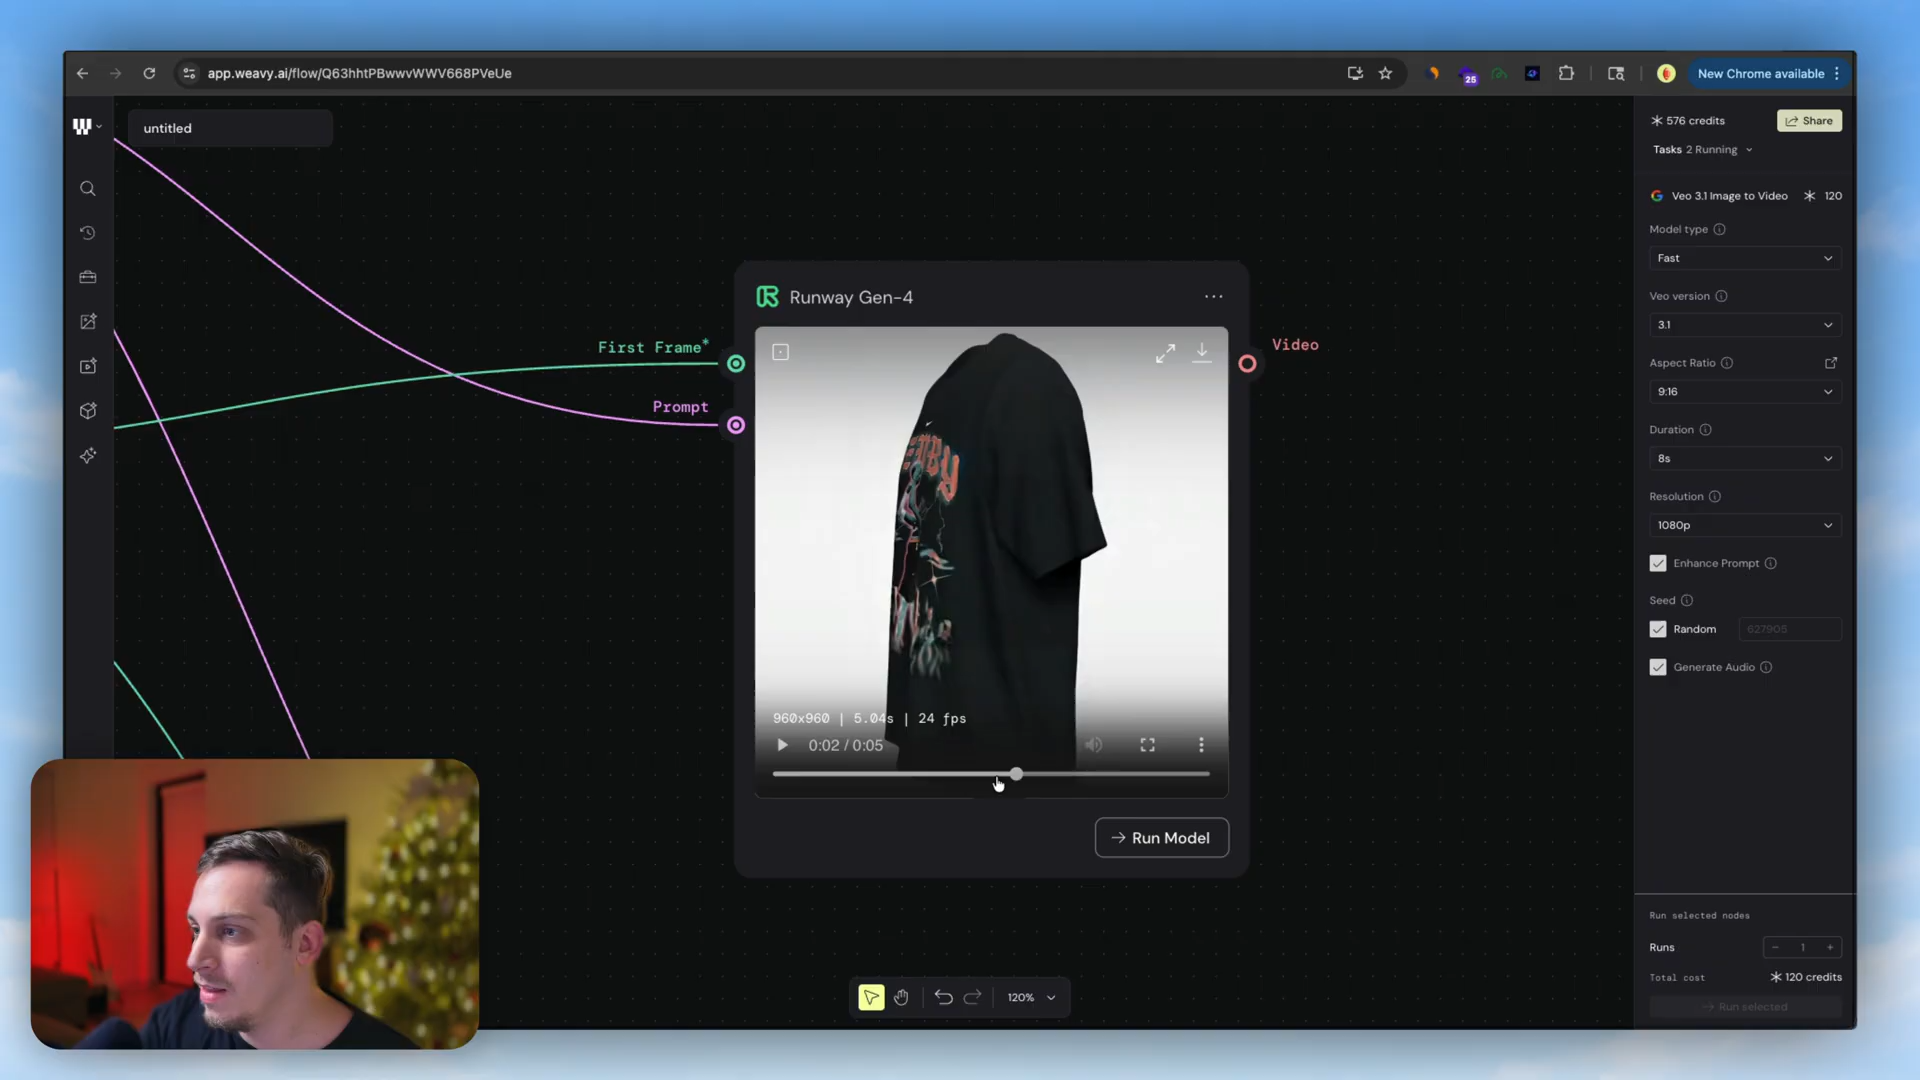 app.weavy.ai/flow/Q63hhtPBwwvWWV668PVeUe
25
New Chrome available
untitled
576 credits
Share
Tasks 2 Running
Veo 3.1 Image to Video 120
Model type
Fast
Veo version
3.1
Aspect Ratio
9:16
Duration
8s
Resolution
1080p
Enhance Prompt
Seed
Random 627905
Generate Audio
Runway Gen-4
First Frame*
Prompt
Video
960x960 | 5.04s | 24 fps
0:02 / 0:05
Run Model
Run selected nodes
Runs 1
Total cost 120 credits
Run selected
120%